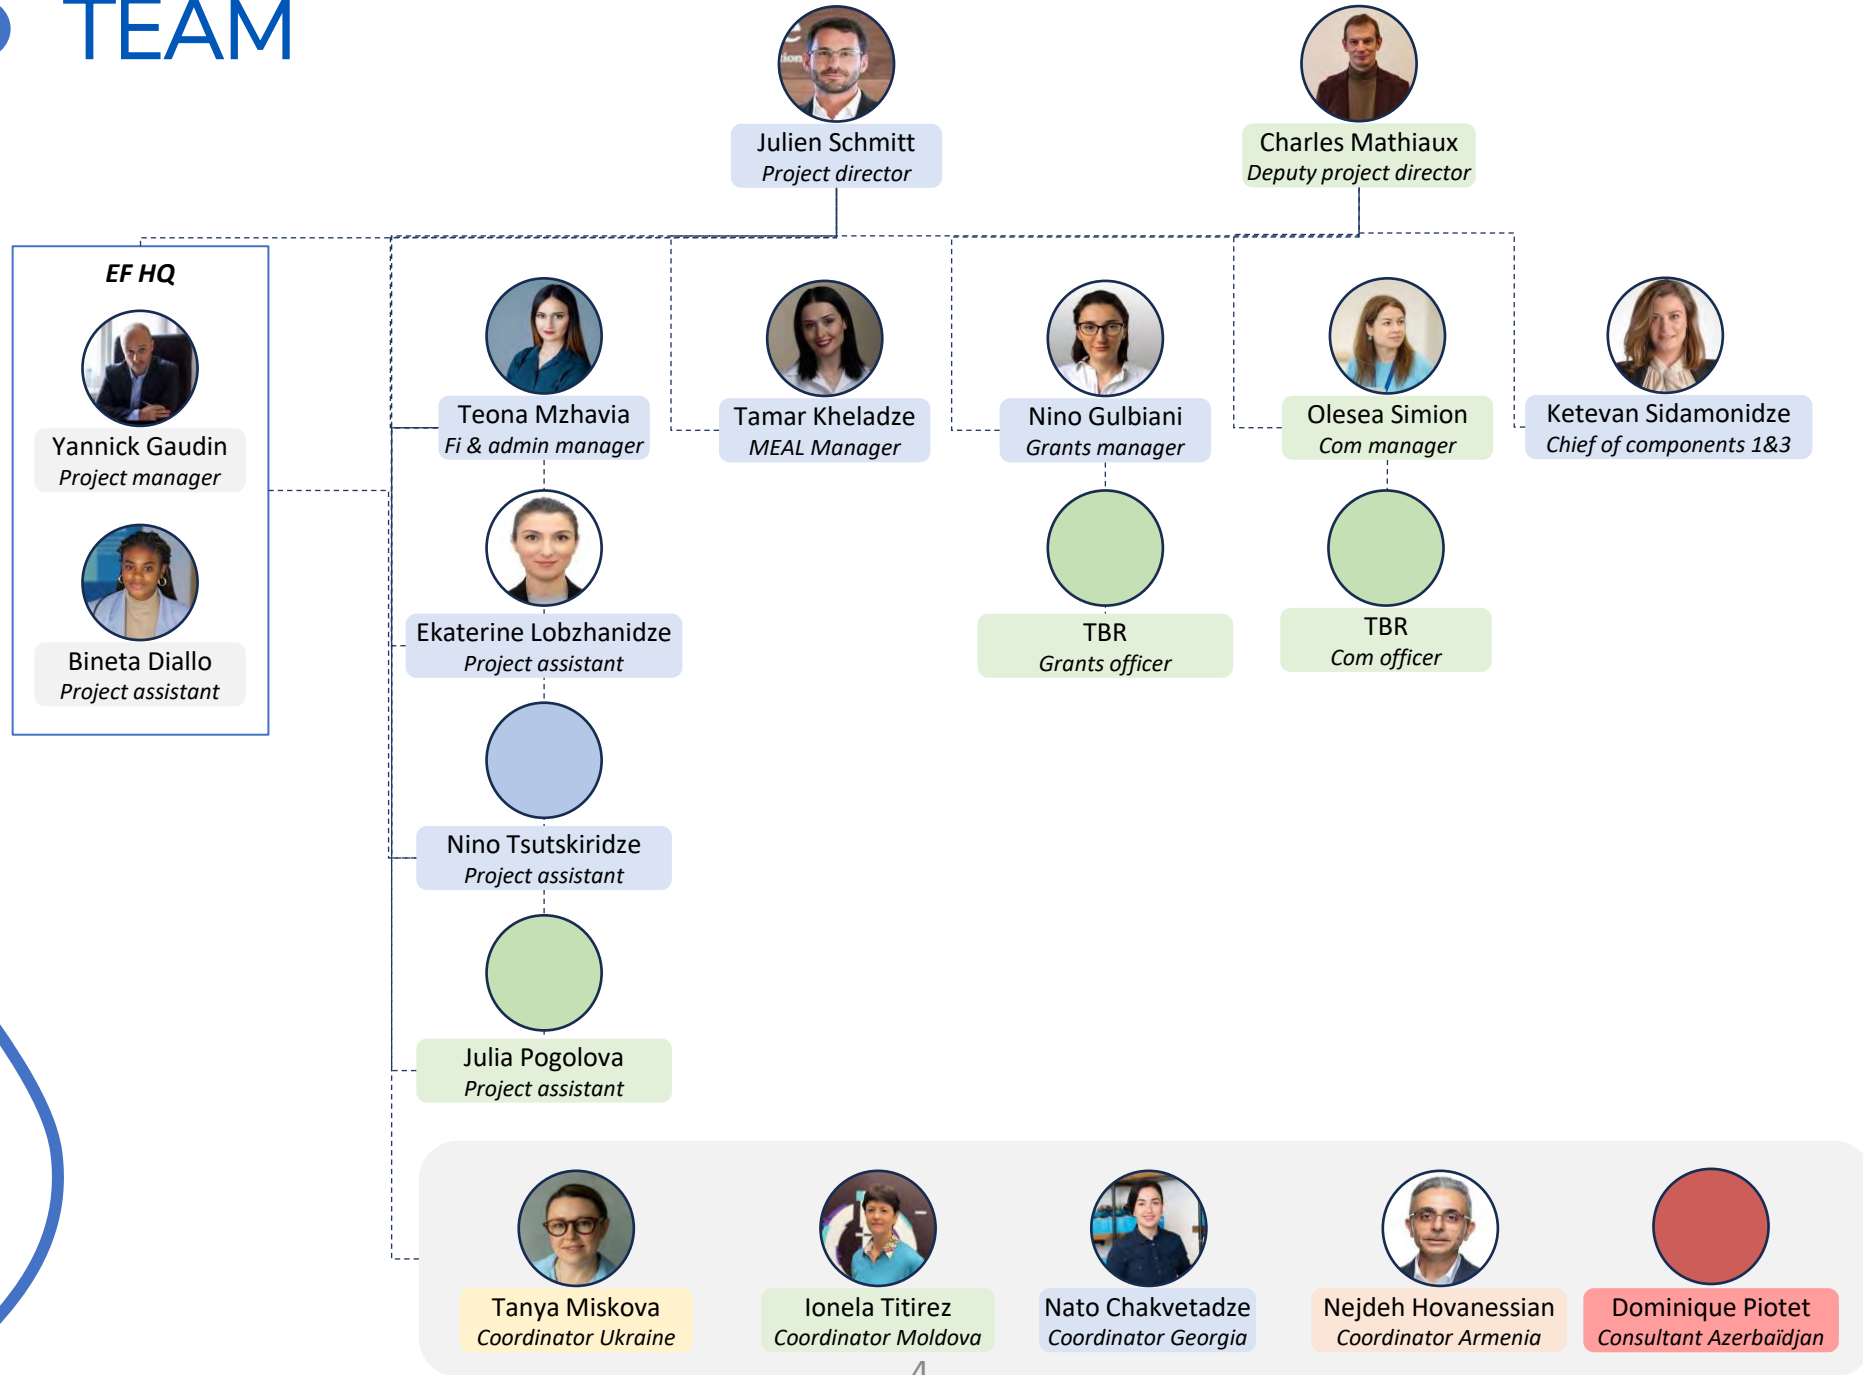 TEAM
Julien Schmitt
Project director
Charles Mathiaux
Deputy project director
EF HQ
Yannick Gaudin
Project manager
Bineta Diallo
Project assistant
Teona Mzhavia
Fi & admin manager
Tamar Kheladze
MEAL Manager
Nino Gulbiani
Grants manager
Olesea Simion
Com manager
Ketevan Sidamonidze
Chief of components 1&3
Ekaterine Lobzhanidze
Project assistant
TBR
Grants officer
TBR
Com officer
Nino Tsutskiridze
Project assistant
Julia Pogolova
Project assistant
Tanya Miskova
Coordinator Ukraine
Ionela Titirez
Coordinator Moldova
Nato Chakvetadze
Coordinator Georgia
Nejdeh Hovanessian
Coordinator Armenia
Dominique Piotet
Consultant Azerbaïdjan
4